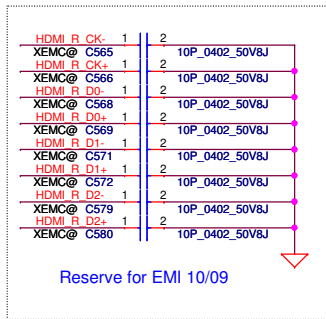 HDMI_R_CK- 1 2
XEMC@ C565 10P_0402_50V8J
HDMI_R_CK+ 1 2
XEMC@ C566 10P_0402_50V8J
HDMI_R_D0- 1 2
XEMC@ C568 10P_0402_50V8J
HDMI_R_D0+ 1 2
XEMC@ C569 10P_0402_50V8J
HDMI_R_D1- 1 2
XEMC@ C571 10P_0402_50V8J
HDMI_R_D1+ 1 2
XEMC@ C572 10P_0402_50V8J
HDMI_R_D2- 1 2
XEMC@ C579 10P_0402_50V8J
HDMI_R_D2+ 1 2
XEMC@ C580 10P_0402_50V8J
Reserve for EMI 10/09